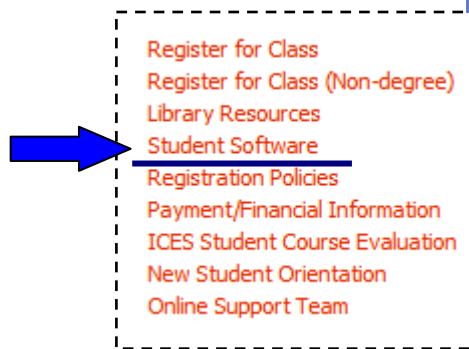 Register for Class
Register for Class (Non-degree)
Library Resources
Student Software
Registration Policies
Payment/Financial Information
ICES Student Course Evaluation
New Student Orientation
Online Support Team